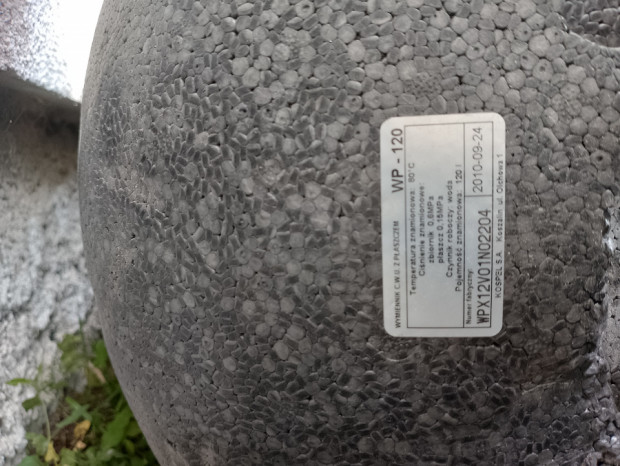 WYMIENNIK C.W.U. Z PŁASZCZEM WP - 120
Temperatura znamionowa: 80°C
Ciśnienie znamionowe:
zbiornik 0,6MPa
płaszcz 0,15MPa
Czynnik roboczy: woda
Pojemność znamionowa: 120 l
Numer fabryczny:
WPX12V01N02204 2010-09-24
KOSPEL S.A. Koszalin ul. Olchowa 1